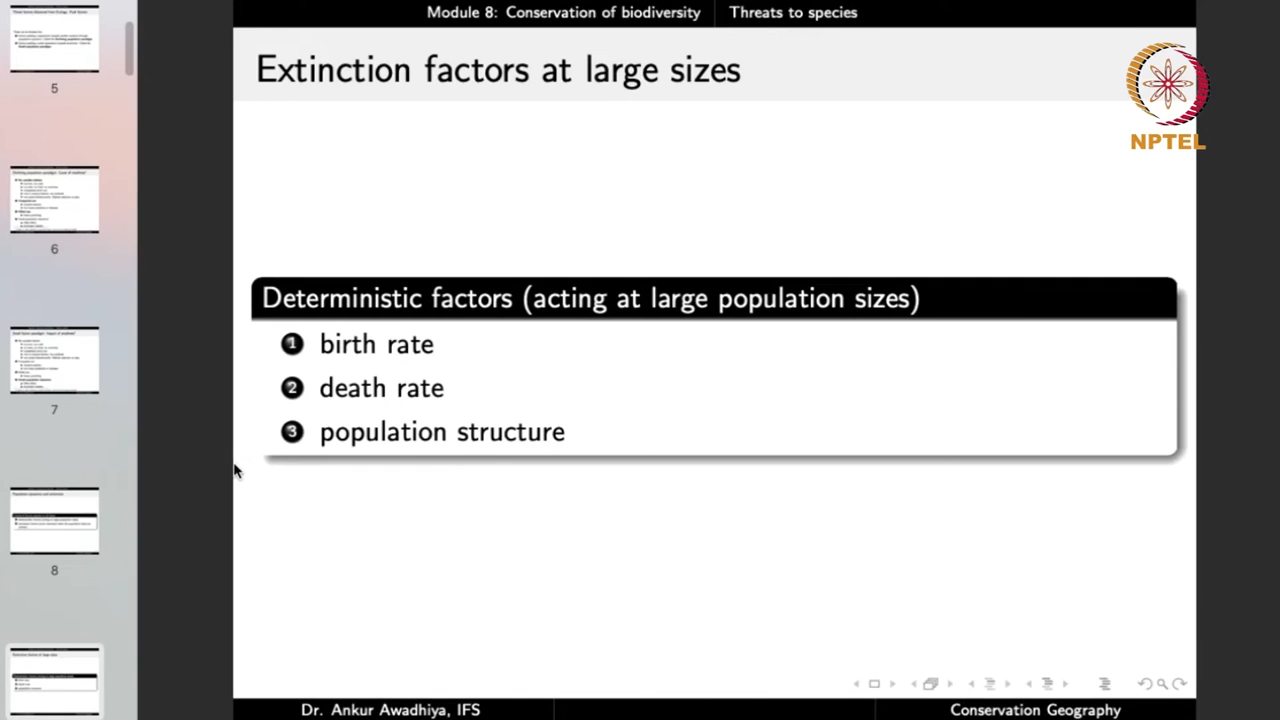 Module 8: Conservation of biodiversity Threats to species
Extinction factors at large sizes
NPTEL
Deterministic factors (acting at large population sizes)
1 birth rate
2 death rate
3 population structure
5
6
7
8
Dr. Ankur Awadhiya, IFS Conservation Geography